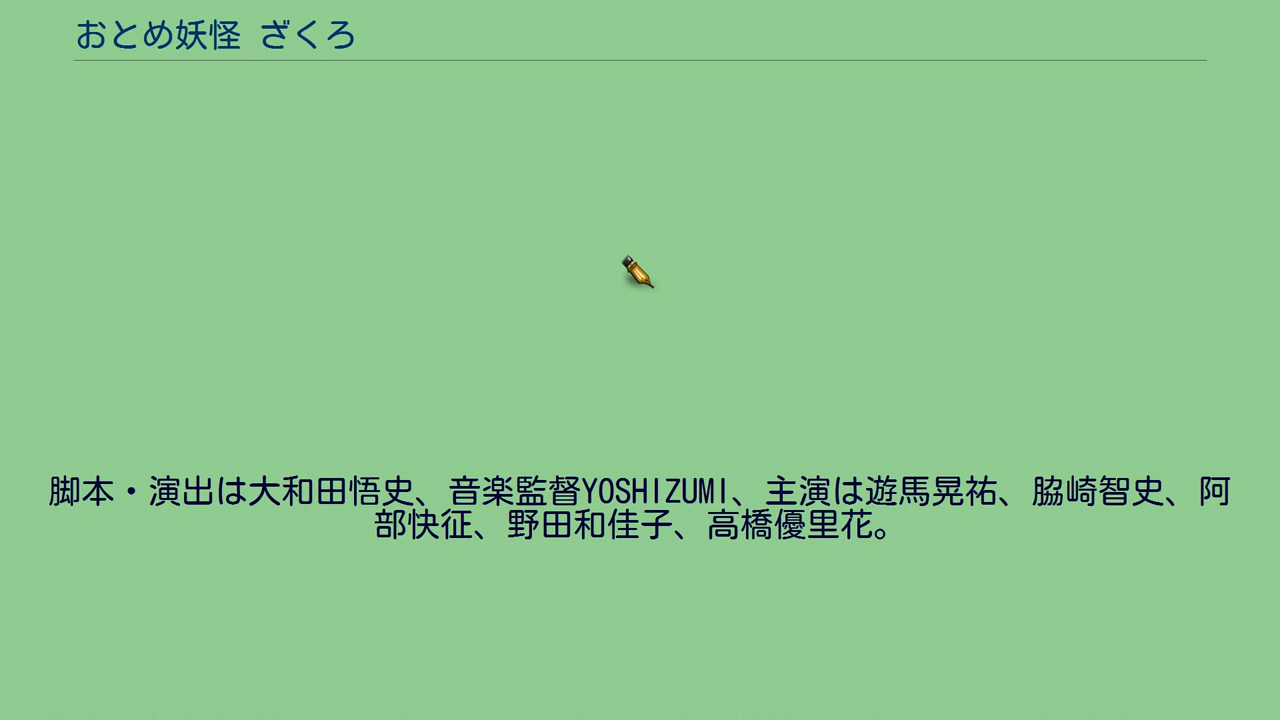 おとめ妖怪 ざくろ
脚本・演出は大和田悟史、音楽監督YOSHIZUMI、主演は遊馬晃祐、脇崎智史、阿
部快征、野田和佳子、高橋優里花。